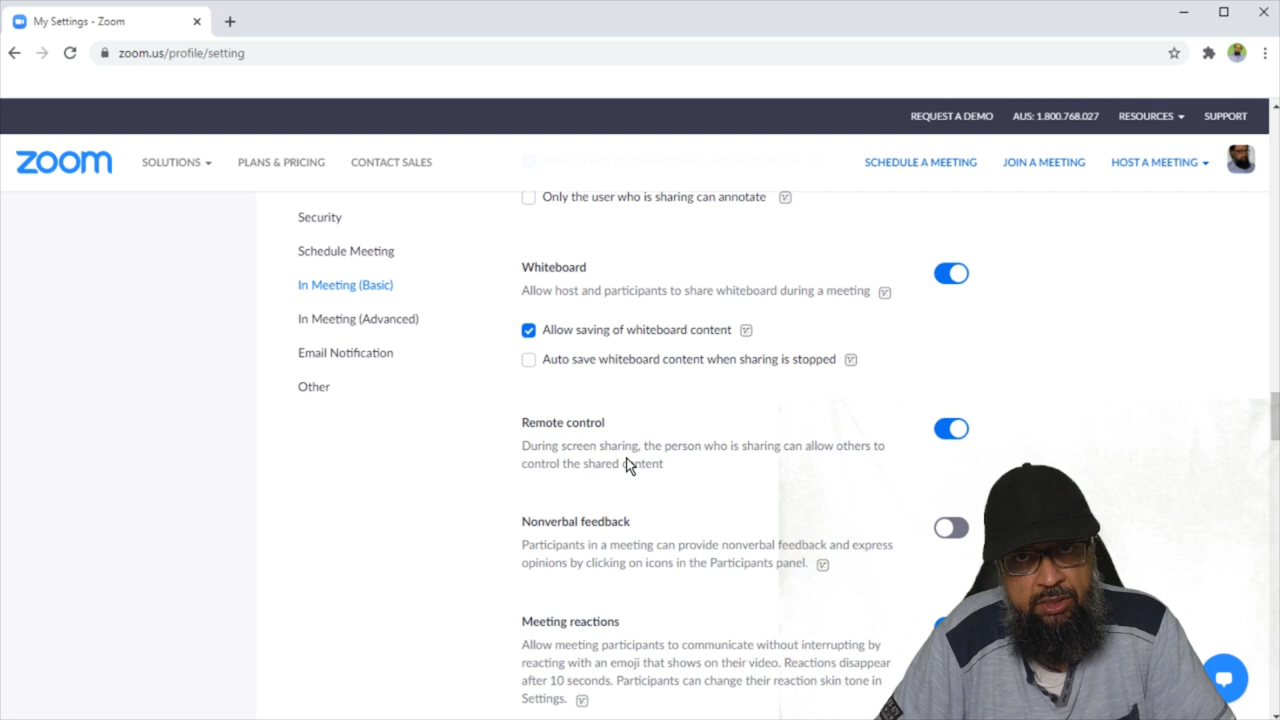 My Settings - Zoom
zoom.us/profile/setting
REQUEST A DEMO AUS: 1.800.768.027 RESOURCES SUPPORT
zoom SOLUTIONS PLANS & PRICING CONTACT SALES SCHEDULE A MEETING JOIN A MEETING HOST A MEETING
Security
Schedule Meeting
In Meeting (Basic)
In Meeting (Advanced)
Email Notification
Other
Only the user who is sharing can annotate
Whiteboard
Allow host and participants to share whiteboard during a meeting
Allow saving of whiteboard content
Auto save whiteboard content when sharing is stopped
Remote control
During screen sharing, the person who is sharing can allow others to
control the shared content
Nonverbal feedback
Participants in a meeting can provide nonverbal feedback and express
opinions by clicking on icons in the Participants panel.
Meeting reactions
Allow meeting participants to communicate without interrupting by
reacting with an emoji that shows on their video. Reactions disappear
after 10 seconds. Participants can change their reaction skin tone in
Settings.